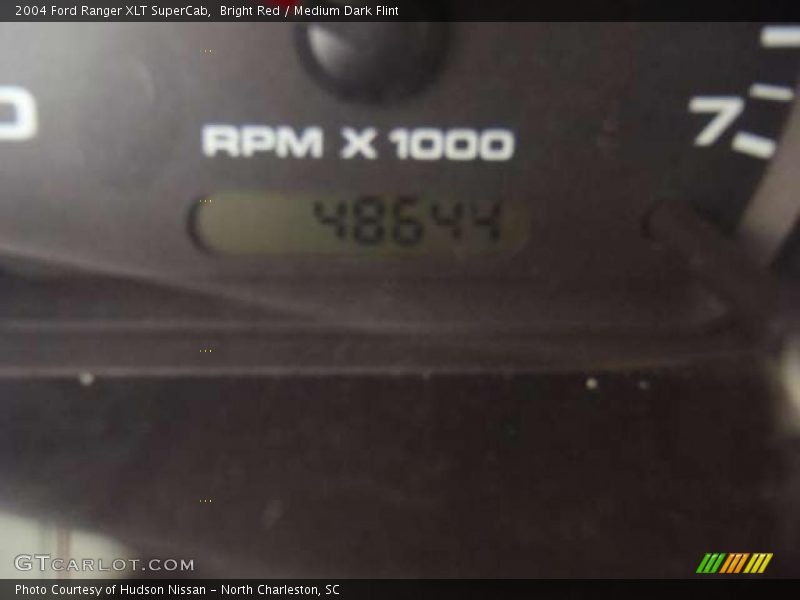 2004 Ford Ranger XLT SuperCab,  Bright Red / Medium Dark Flint
0
RPM X 1000
7
48644
GTCARLOT.COM
Photo Courtesy of Hudson Nissan - North Charleston, SC